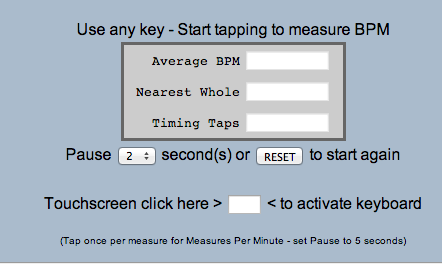 Use any key - Start tapping to measure BPM
Average BPM
Nearest Whole
Timing Taps
Pause 2 second(s) or RESET to start again
Touchscreen click here > < to activate keyboard
(Tap once per measure for Measures Per Minute - set Pause to 5 seconds)